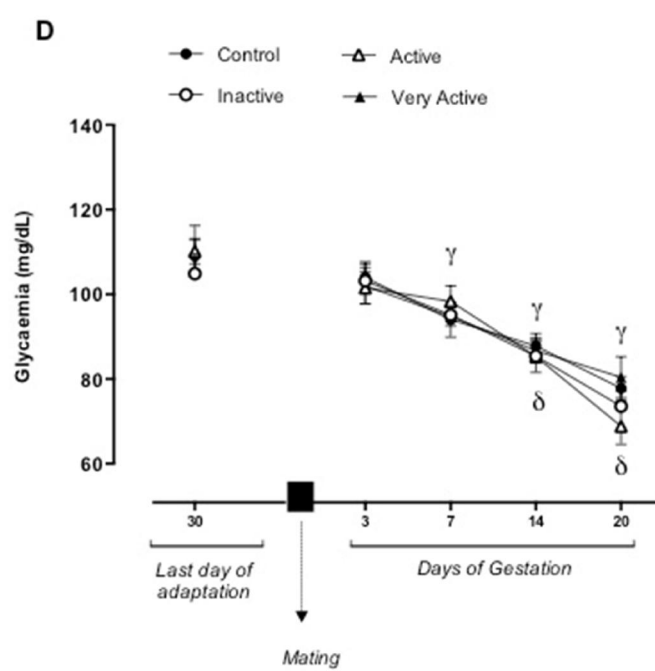 D
Control
Active
Inactive
Very Active
Glycaemia (mg/dL)
140
120
100
80
60
γ
γ
γ
δ
δ
30
3
7
14
20
Last day of
adaptation
Days of Gestation
Mating